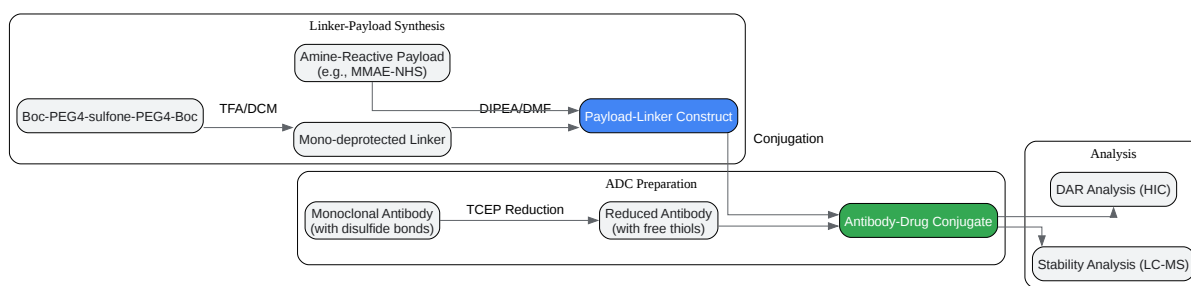 Linker-Payload Synthesis
Amine-Reactive Payload
(e.g., MMAE-NHS)
Boc-PEG4-sulfone-PEG4-Boc
TFA/DCM
Mono-deprotected Linker
DIPEA/DMF
Payload-Linker Construct
Conjugation
ADC Preparation
Monoclonal Antibody
(with disulfide bonds)
TCEP Reduction
Reduced Antibody
(with free thiols)
Antibody-Drug Conjugate
Analysis
DAR Analysis (HIC)
Stability Analysis (LC-MS)